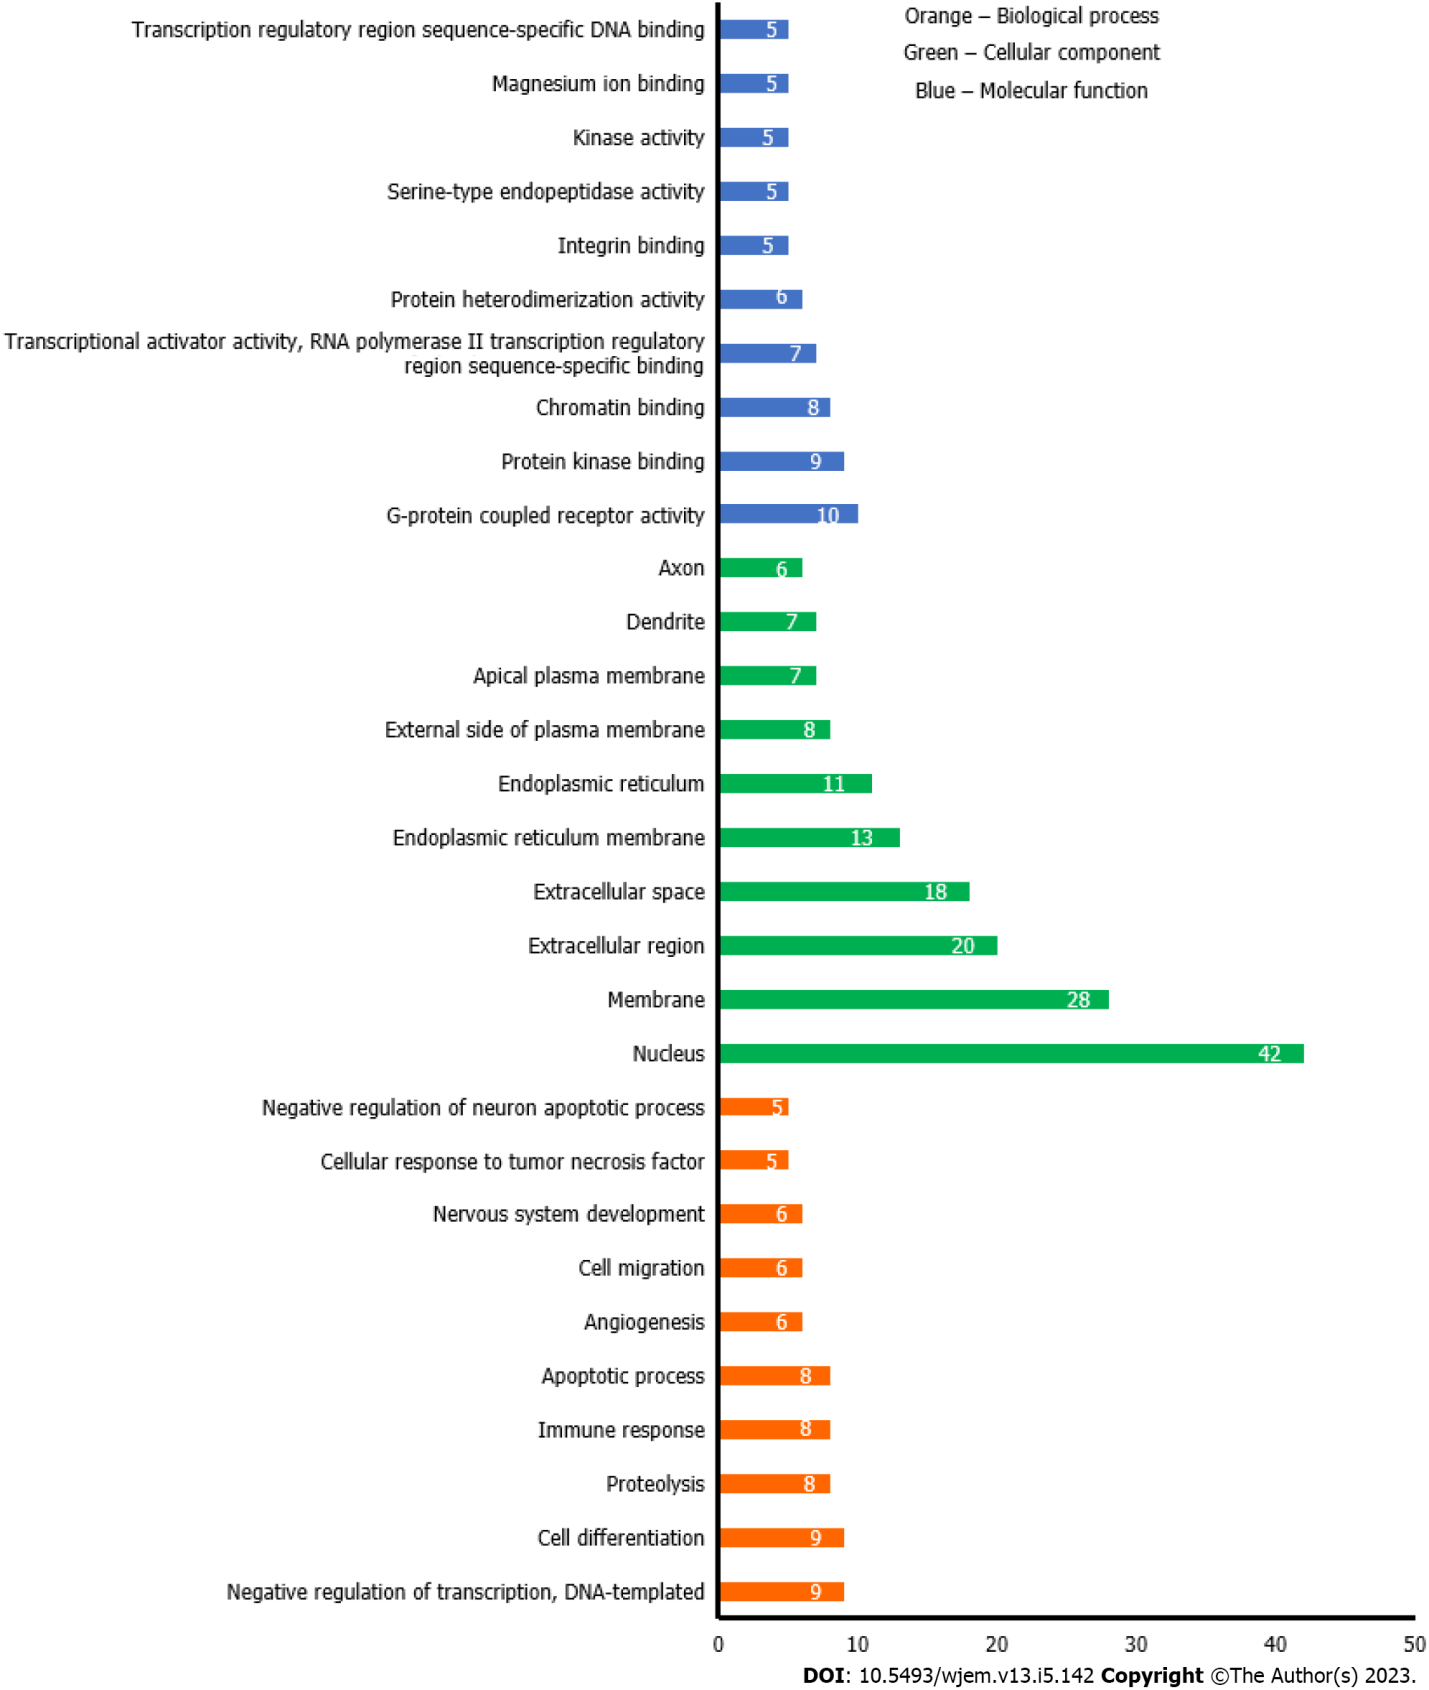 Orange – Biological process
Green – Cellular component
Blue – Molecular function
Transcription regulatory region sequence-specific DNA binding 5
Magnesium ion binding 5
Kinase activity 5
Serine-type endopeptidase activity 5
Integrin binding 5
Protein heterodimerization activity 6
Transcriptional activator activity, RNA polymerase II transcription regulatory
region sequence-specific binding 7
Chromatin binding 8
Protein kinase binding 9
G-protein coupled receptor activity 10
Axon 6
Dendrite 7
Apical plasma membrane 7
External side of plasma membrane 8
Endoplasmic reticulum 11
Endoplasmic reticulum membrane 13
Extracellular space 18
Extracellular region 20
Membrane 28
Nucleus 42
Negative regulation of neuron apoptotic process 5
Cellular response to tumor necrosis factor 5
Nervous system development 6
Cell migration 6
Angiogenesis 6
Apoptotic process 8
Immune response 8
Proteolysis 8
Cell differentiation 9
Negative regulation of transcription, DNA-templated 9
0 10 20 30 40 50
DOI: 10.5493/wjem.v13.i5.142 Copyright ©The Author(s) 2023.